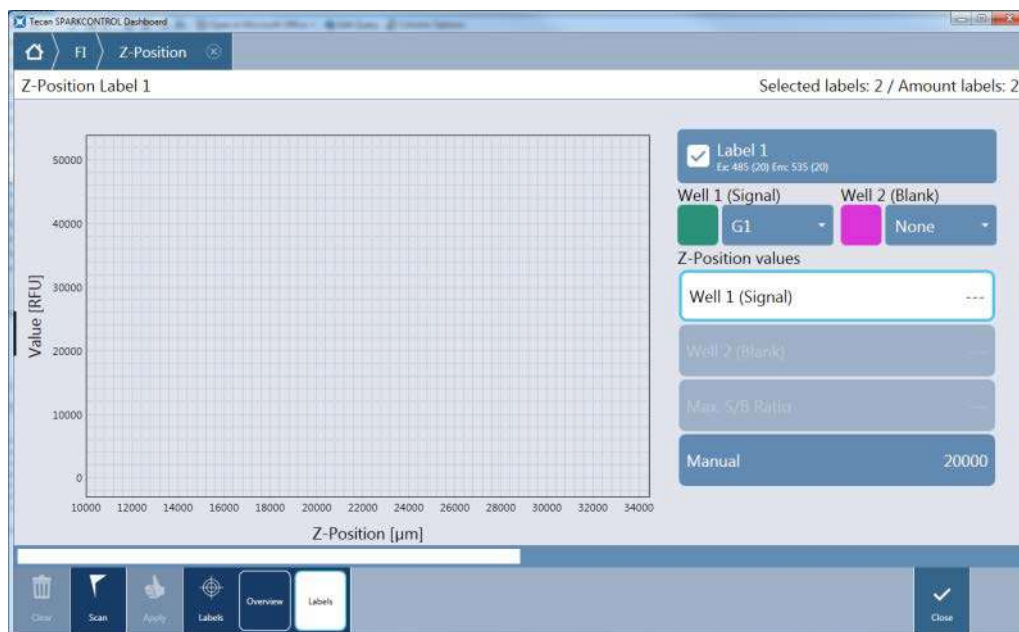 Tecan SPARKCONTROL Dashboard
FI Z-Position
Z-Position Label 1
Selected labels: 2 / Amount labels: 2
Label 1
Ex: 485 (20) Em: 535 (20)
Well 1 (Signal) Well 2 (Blank)
G1 None
Z-Position values
Well 1 (Signal) ---
Well 2 (Blank) ---
Max. S/B Ratio ---
Manual 20000
Value [RFU]
50000
40000
30000
20000
10000
0
10000 12000 14000 16000 18000 20000 22000 24000 26000 28000 30000 32000 34000
Z-Position [µm]
Clear Scan Apply Labels Overview Labels Close